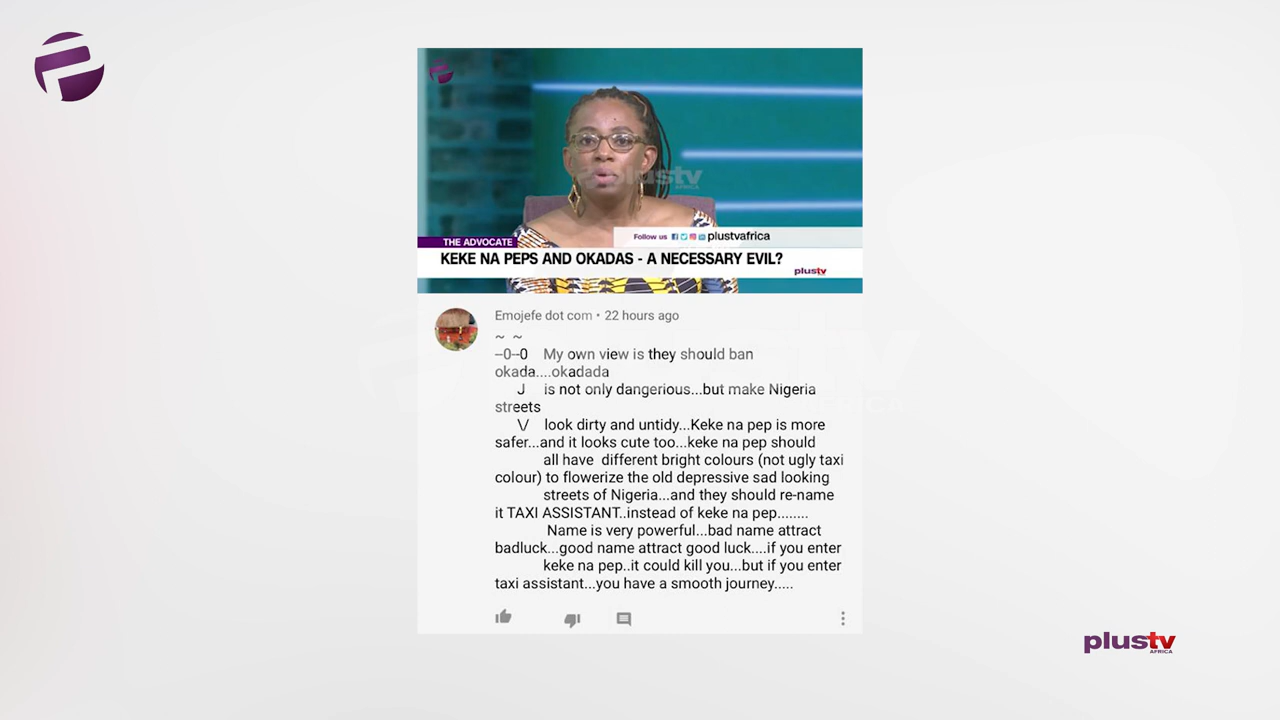 plustv
AFRICA
Follow us plustvafrica
THE ADVOCATE
KEKE NA PEPS AND OKADAS - A NECESSARY EVIL?
plustv
Emojefe dot com • 22 hours ago
~ ~
--0--0 My own view is they should ban
okada....okadada
J is not only dangerious...but make Nigeria
streets
\/ look dirty and untidy...Keke na pep is more
safer...and it looks cute too...keke na pep should
all have different bright colours (not ugly taxi
colour) to flowerize the old depressive sad looking
streets of Nigeria...and they should re-name
it TAXI ASSISTANT..instead of keke na pep........
Name is very powerful...bad name attract
badluck...good name attract good luck....if you enter
keke na pep..it could kill you...but if you enter
taxi assistant...you have a smooth journey.....
plustv
AFRICA